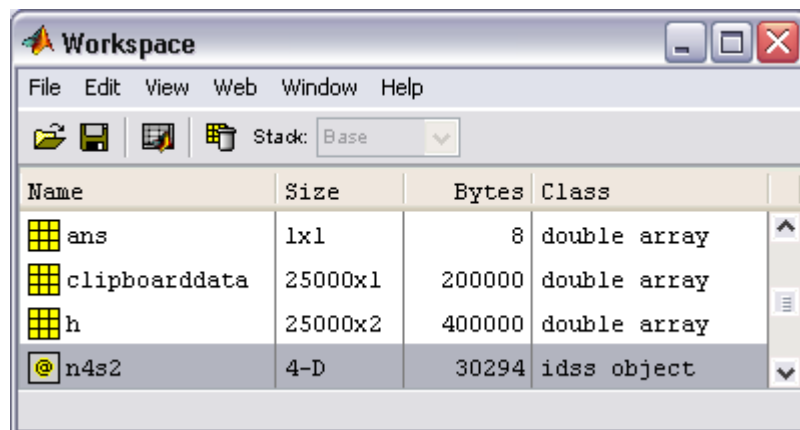 Workspace
File Edit View Web Window Help
Stack: Base
Name Size Bytes Class
ans 1x1 8 double array
clipboarddata 25000x1 200000 double array
h 25000x2 400000 double array
n4s2 4-D 30294 idss object